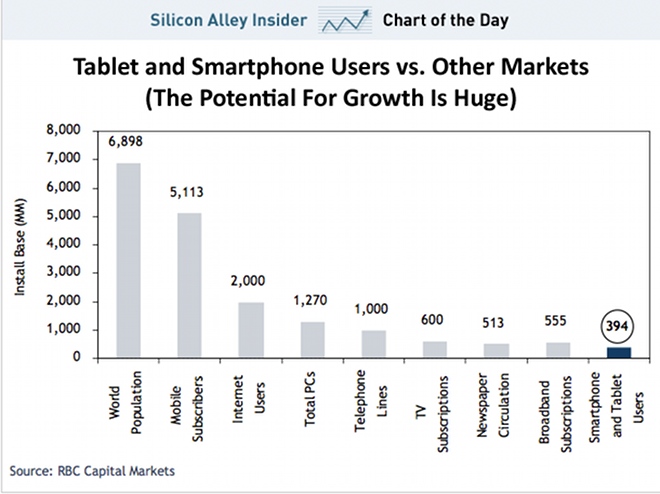 Silicon Alley Insider Chart of the Day
Tablet and Smartphone Users vs. Other Markets
(The Potential For Growth Is Huge)
Install Base (MM)
8,000
7,000
6,000
5,000
4,000
3,000
2,000
1,000
0
6,898
5,113
2,000
1,270
1,000
600
513
555
394
World
Population
Mobile
Subscribers
Internet
Users
Total PCs
Telephone
Lines
TV
Subscriptions
Newspaper
Circulation
Broadband
Subscriptions
Smartphone
and Tablet
Users
Source: RBC Capital Markets